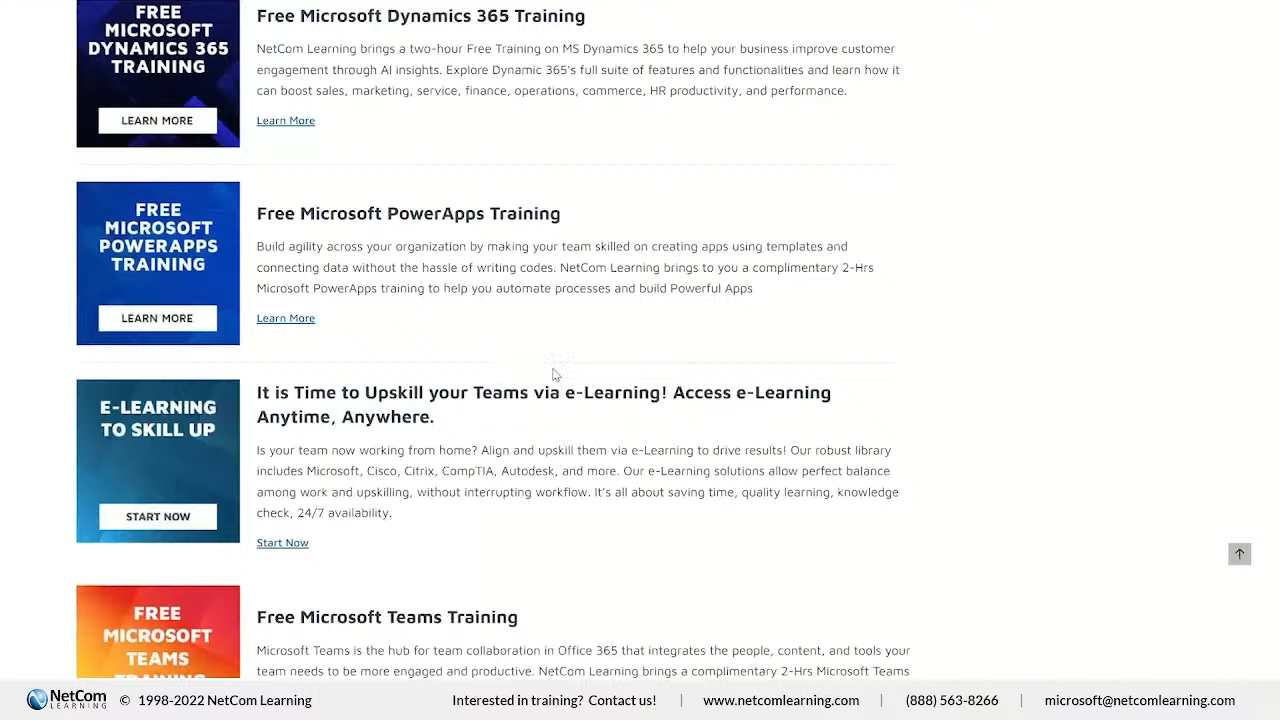 FREE
MICROSOFT
DYNAMICS 365
TRAINING
LEARN MORE
Free Microsoft Dynamics 365 Training
NetCom Learning brings a two-hour Free Training on MS Dynamics 365 to help your business improve customer
engagement through AI insights. Explore Dynamic 365's full suite of features and functionalities and learn how it
can boost sales, marketing, service, finance, operations, commerce, HR productivity, and performance.
Learn More
FREE
MICROSOFT
POWERAPPS
TRAINING
LEARN MORE
Free Microsoft PowerApps Training
Build agility across your organization by making your team skilled on creating apps using templates and
connecting data without the hassle of writing codes. NetCom Learning brings to you a complimentary 2-Hrs
Microsoft PowerApps training to help you automate processes and build Powerful Apps
Learn More
E-LEARNING
TO SKILL UP
START NOW
It is Time to Upskill your Teams via e-Learning! Access e-Learning
Anytime, Anywhere.
Is your team now working from home? Align and upskill them via e-Learning to drive results! Our robust library
includes Microsoft, Cisco, Citrix, CompTIA, Autodesk, and more. Our e-Learning solutions allow perfect balance
among work and upskilling, without interrupting workflow. It's all about saving time, quality learning, knowledge
check, 24/7 availability.
Start Now
FREE
MICROSOFT
TEAMS
TRAINING
Free Microsoft Teams Training
Microsoft Teams is the hub for team collaboration in Office 365 that integrates the people, content, and tools your
team needs to be more engaged and productive. NetCom Learning brings a complimentary 2-Hrs Microsoft Teams
NetCom
LEARNING
© 1998-2022 NetCom Learning
Interested in training? Contact us! | www.netcomlearning.com | (888) 563-8266 | microsoft@netcomlearning.com